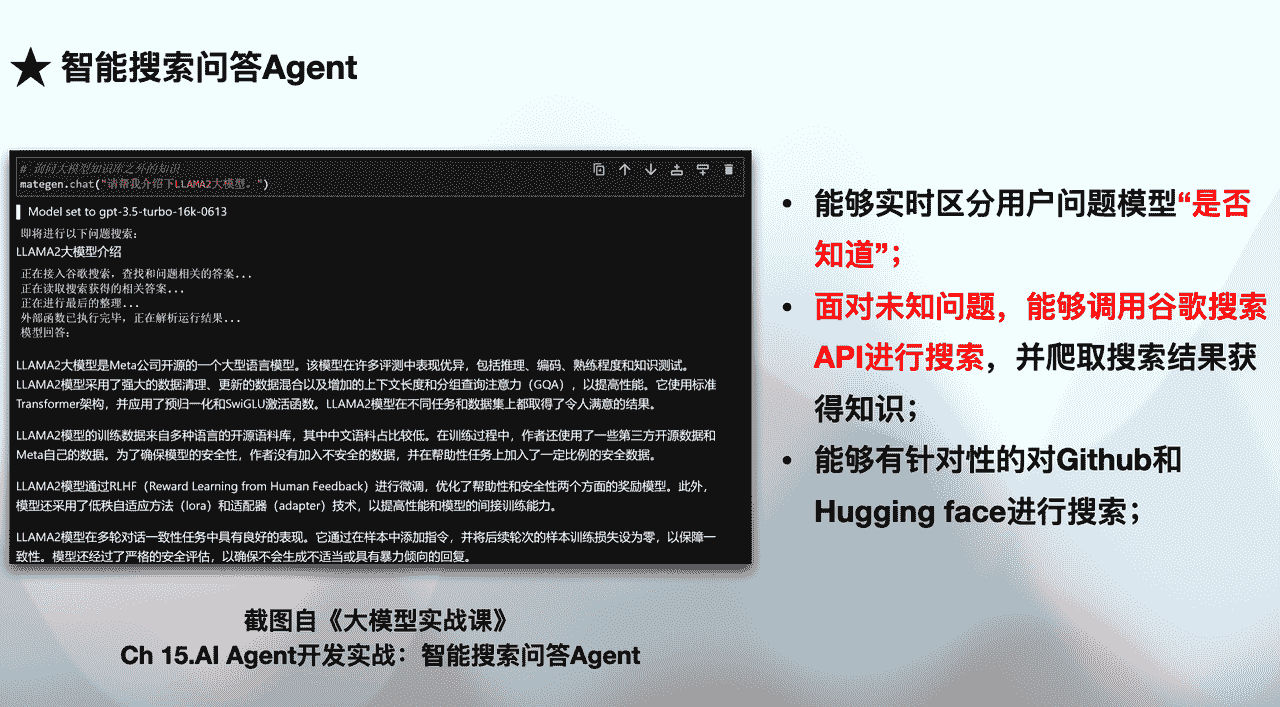 ★ 智能搜索问答Agent
# 询问大模型知识库之外的知识
mategen.chat("请帮我介绍下LLAMA2大模型。")
Model set to gpt-3.5-turbo-16k-0613
即将进行以下问题搜索：
LLAMA2大模型介绍
正在接入谷歌搜索，查找和问题相关的答案...
正在读取搜索获得的相关答案...
正在进行最后的整理...
外部函数已执行完毕，正在解析运行结果...
模型回答：
LLAMA2大模型是Meta公司开源的一个大型语言模型。该模型在许多评测中表现优异，包括推理、编码、熟练程度和知识测试。
LLAMA2模型采用了强大的数据清理、更新的数据混合以及增加的上下文长度和分组查询注意力（GQA），以提高性能。它使用标准
Transformer架构，并应用了预归一化和SwiGLU激活函数。LLAMA2模型在不同任务和数据集上都取得了令人满意的结果。
LLAMA2模型的训练数据来自多种语言的开源语料库，其中中文语料占比较低。在训练过程中，作者还使用了一些第三方开源数据和
Meta自己的数据。为了确保模型的安全性，作者没有加入不安全的数据，并在帮助性任务上加入了一定比例的安全数据。
LLAMA2模型通过RLHF（Reward Learning from Human Feedback）进行微调，优化了帮助性和安全性两个方面的奖励模型。此外，
模型还采用了低秩自适应方法（lora）和适配器（adapter）技术，以提高性能和模型的间接训练能力。
LLAMA2模型在多轮对话一致性任务中具有良好的表现。它通过在样本中添加指令，并将后续轮次的样本训练损失设为零，以保障一
致性。模型还经过了严格的安全评估，以确保不会生成不适当或具有暴力倾向的回复。
截图自《大模型实战课》
Ch 15.AI Agent开发实战：智能搜索问答Agent
• 能够实时区分用户问题模型“是否
知道”；
• 面对未知问题，能够调用谷歌搜索
API进行搜索，并爬取搜索结果获
得知识；
• 能够有针对性的对Github和
Hugging face进行搜索；